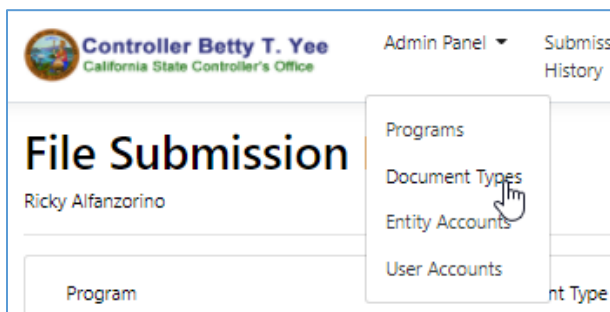 Controller Betty T. Yee
California State Controller's Office
Admin Panel
Submiss
History
Programs
Document Types
Entity Accounts
User Accounts
File Submission
Ricky Alfanzorino
Program
nt Type